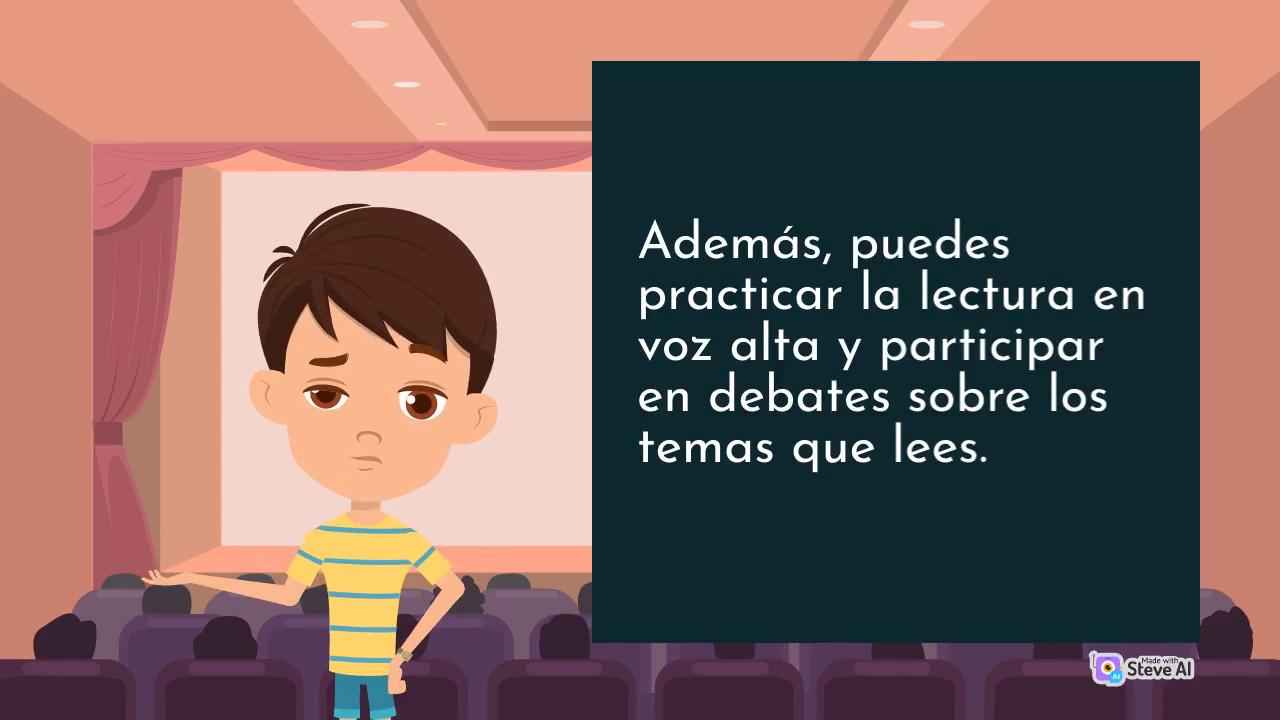 Además, puedes
practicar la lectura en
voz alta y participar
en debates sobre los
temas que lees.
Made with
Steve AI
AI